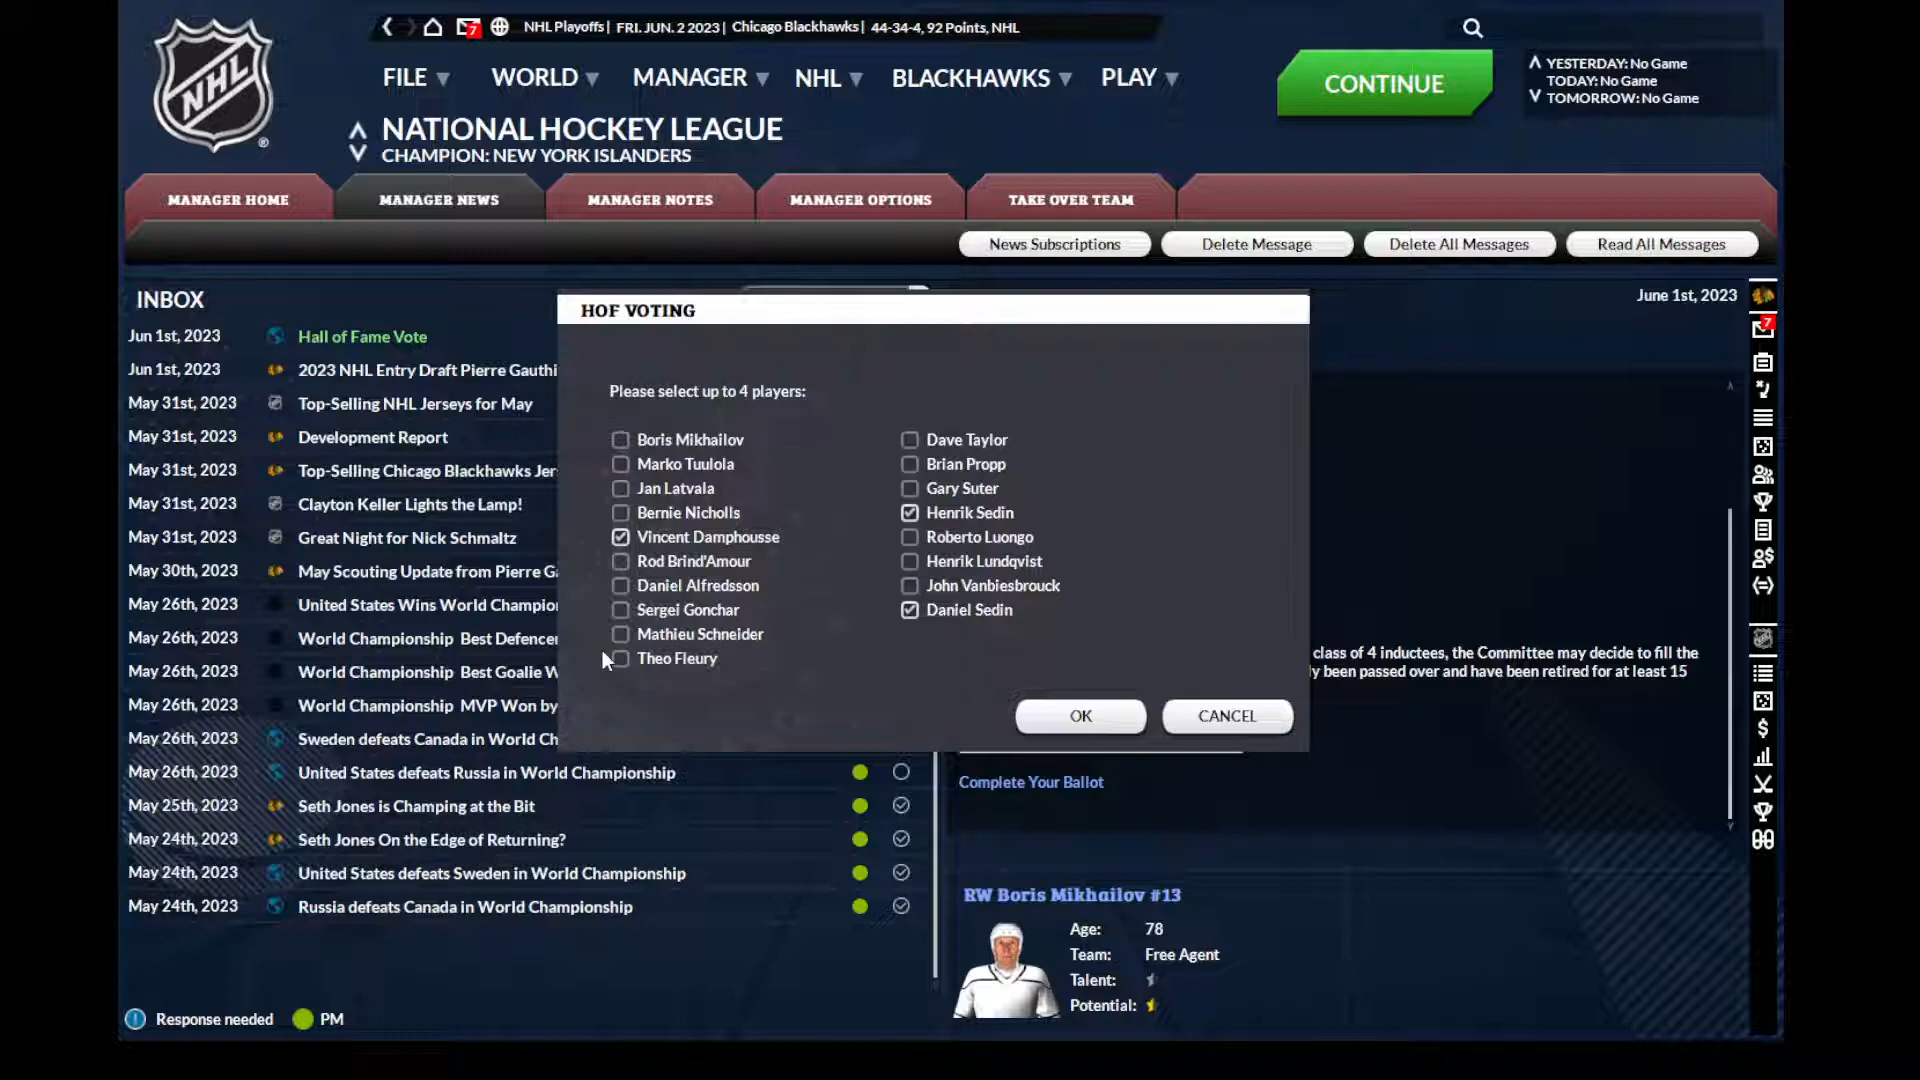 NHL
NHL Playoffs | FRI. JUN. 2 2023 | Chicago Blackhawks | 44-34-4, 92 Points, NHL
7
FILE WORLD MANAGER NHL BLACKHAWKS PLAY
CONTINUE
YESTERDAY: No Game
TODAY: No Game
TOMORROW: No Game
NATIONAL HOCKEY LEAGUE
CHAMPION: NEW YORK ISLANDERS
MANAGER HOME MANAGER NEWS MANAGER NOTES MANAGER OPTIONS TAKE OVER TEAM
News Subscriptions Delete Message Delete All Messages Read All Messages
INBOX
June 1st, 2023
7
Jun 1st, 2023 Hall of Fame Vote
Jun 1st, 2023 2023 NHL Entry Draft Pierre Gauthi
May 31st, 2023 Top-Selling NHL Jerseys for May
May 31st, 2023 Development Report
May 31st, 2023 Top-Selling Chicago Blackhawks Jer
May 31st, 2023 Clayton Keller Lights the Lamp!
May 31st, 2023 Great Night for Nick Schmaltz
May 30th, 2023 May Scouting Update from Pierre G
May 26th, 2023 United States Wins World Champio
May 26th, 2023 World Championship Best Defencer
May 26th, 2023 World Championship Best Goalie W
May 26th, 2023 World Championship MVP Won by
May 26th, 2023 Sweden defeats Canada in World Ch
May 26th, 2023 United States defeats Russia in World Championship
May 25th, 2023 Seth Jones is Champing at the Bit
May 24th, 2023 Seth Jones On the Edge of Returning?
May 24th, 2023 United States defeats Sweden in World Championship
May 24th, 2023 Russia defeats Canada in World Championship
Response needed PM
HOF VOTING
Please select up to 4 players:
Boris Mikhailov
Marko Tuulola
Jan Latvala
Bernie Nicholls
Vincent Damphousse
Rod Brind'Amour
Daniel Alfredsson
Sergei Gonchar
Mathieu Schneider
Theo Fleury
Dave Taylor
Brian Propp
Gary Suter
Henrik Sedin
Roberto Luongo
Henrik Lundqvist
John Vanbiesbrouck
Daniel Sedin
OK CANCEL
class of 4 inductees, the Committee may decide to fill the
y been passed over and have been retired for at least 15
Complete Your Ballot
RW Boris Mikhailov #13
Age: 78
Team: Free Agent
Talent:
Potential: